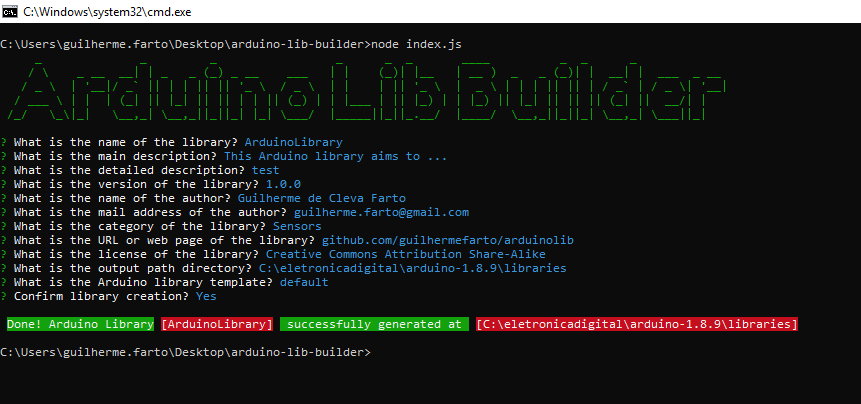 C:\Windows\system32\cmd.exe
C:\Users\guilherme.farto\Desktop\arduino-lib-builder>node index.js
Arduino Lib Builder
? What is the name of the library? ArduinoLibrary
? What is the main description? This Arduino library aims to ...
? What is the detailed description? test
? What is the version of the library? 1.0.0
? What is the name of the author? Guilherme de Cleva Farto
? What is the mail address of the author? guilherme.farto@gmail.com
? What is the category of the library? Sensors
? What is the URL or web page of the library? github.com/guilhermefarto/arduinolib
? What is the license of the library? Creative Commons Attribution Share-Alike
? What is the output path directory? C:\eletronicadigital\arduino-1.8.9\libraries
? What is the Arduino library template? default
? Confirm library creation? Yes
Done! Arduino Library [ArduinoLibrary] successfully generated at [C:\eletronicadigital\arduino-1.8.9\libraries]
C:\Users\guilherme.farto\Desktop\arduino-lib-builder>